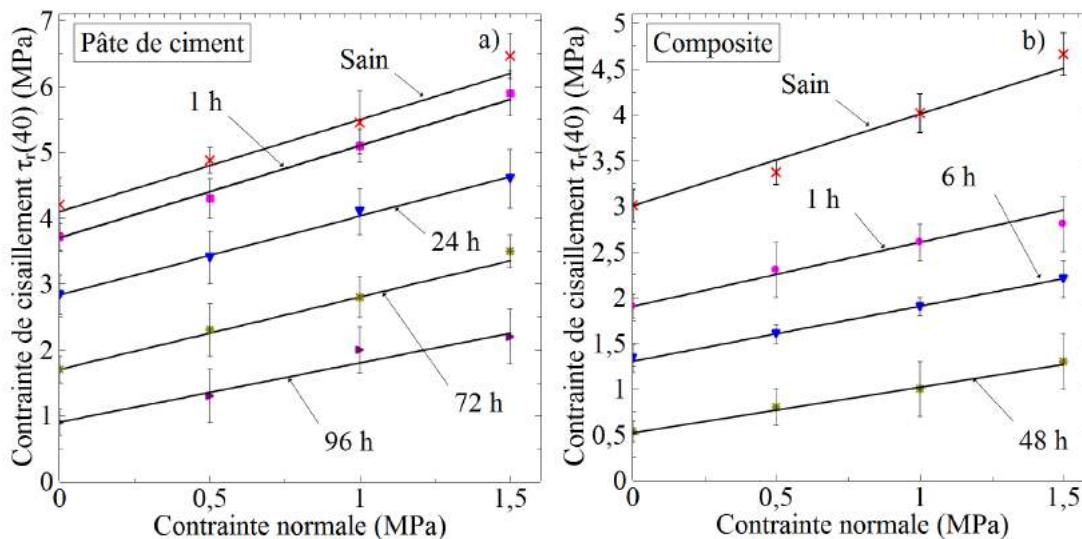 Contrainte de cisaillement τr(40) (MPa)
7
6
5
4
3
2
1
0
Pâte de ciment
a)
Sain
1 h
24 h
72 h
96 h
0
0,5
1
1,5
Contrainte normale (MPa)
Contrainte de cisaillement τr(40) (MPa)
5
4,5
4
3,5
3
2,5
2
1,5
1
0,5
0
Composite
b)
Sain
1 h
6 h
48 h
0
0,5
1
1,5
Contrainte normale (MPa)